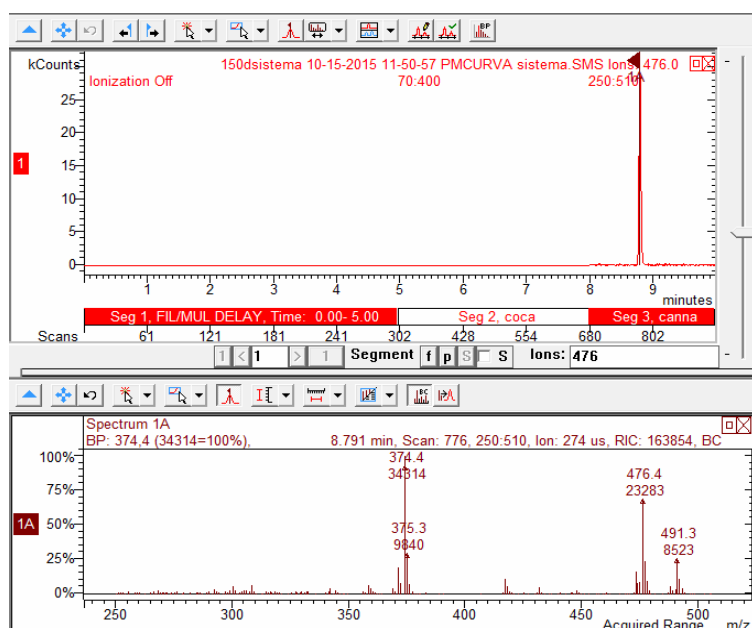 BP
kCounts
150dsistema 10-15-2015 11-50-57 PMCURVA sistema.SMS Ions: 476.0
Ionization Off 70:400 250:510
25
20
15
10
5
0
1
1 2 3 4 5 6 7 8 9
minutes
Seg 1, FIL/MUL DELAY, Time: 0.00- 5.00 Seg 2, coca Seg 3, canna
Scans 61 121 181 241 302 428 554 680 802
1 < 1 > 1 Segment f p S S Ions: 476
BC
Spectrum 1A
BP: 374,4 (34314=100%), 8.791 min, Scan: 776, 250:510, Ion: 274 us, RIC: 163854, BC
100%
75%
50%
25%
0%
1A
374.4
34314
375.3
9840
476.4
23283
491.3
8523
250 300 350 400 450 500
Acquired Range m/z